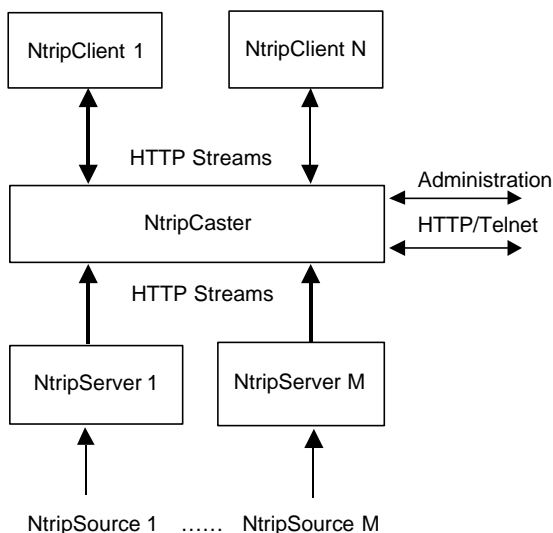 NtripClient 1
NtripClient N
HTTP Streams
Administration
NtripCaster
HTTP/Telnet
HTTP Streams
NtripServer 1
NtripServer M
NtripSource 1 ...... NtripSource M